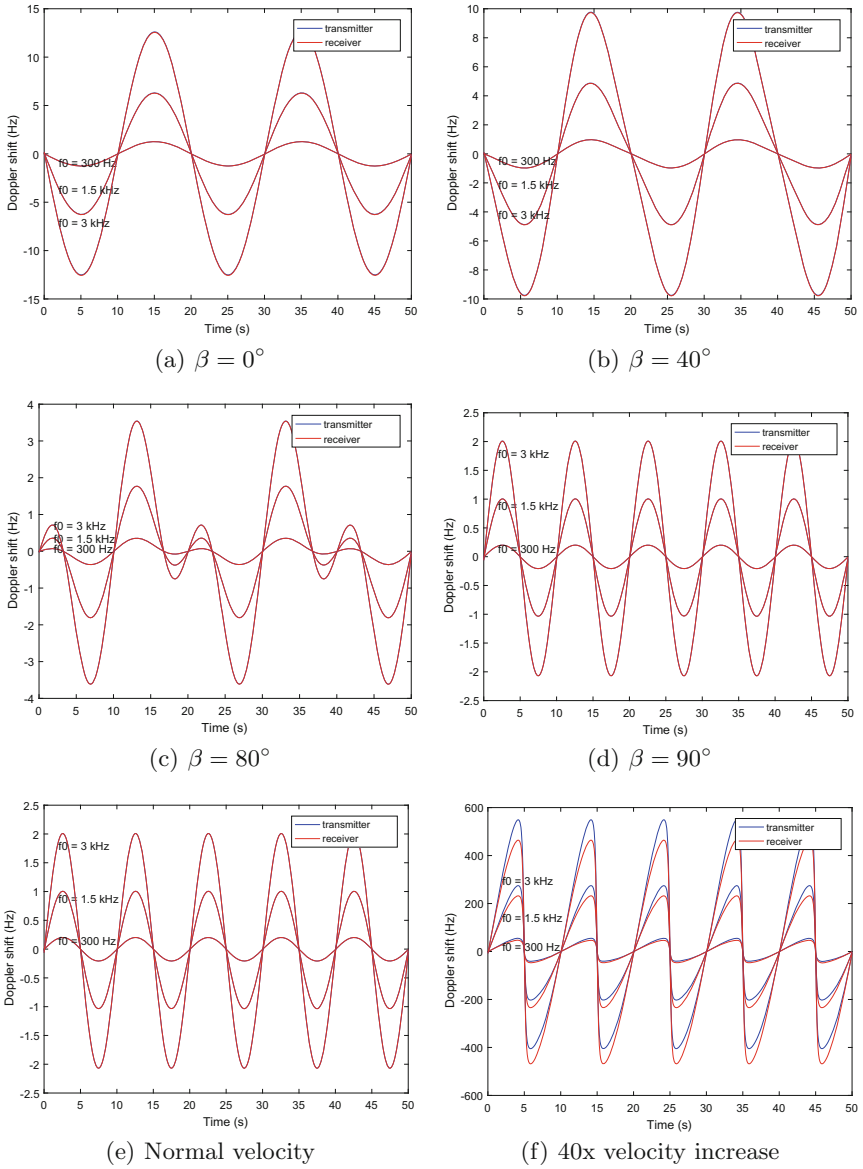 15
10
5
0
-5
-10
-15
Doppler shift (Hz)
transmitter
receiver
f0 = 300 Hz
f0 = 1.5 kHz
f0 = 3 kHz
0 5 10 15 20 25 30 35 40 45 50
Time (s)
(a) β = 0°
10
8
6
4
2
0
-2
-4
-6
-8
-10
Doppler shift (Hz)
transmitter
receiver
f0 = 300 Hz
f0 = 1.5 kHz
f0 = 3 kHz
0 5 10 15 20 25 30 35 40 45 50
Time (s)
(b) β = 40°
4
3
2
1
0
-1
-2
-3
-4
Doppler shift (Hz)
transmitter
receiver
f0 = 3 kHz
f0 = 1.5 kHz
f0 = 300 Hz
0 5 10 15 20 25 30 35 40 45 50
Time (s)
(c) β = 80°
2.5
2
1.5
1
0.5
0
-0.5
-1
-1.5
-2
-2.5
Doppler shift (Hz)
transmitter
receiver
f0 = 3 kHz
f0 = 1.5 kHz
f0 = 300 Hz
0 5 10 15 20 25 30 35 40 45 50
Time (s)
(d) β = 90°
2.5
2
1.5
1
0.5
0
-0.5
-1
-1.5
-2
-2.5
Doppler shift (Hz)
transmitter
receiver
f0 = 3 kHz
f0 = 1.5 kHz
f0 = 300 Hz
0 5 10 15 20 25 30 35 40 45 50
Time (s)
(e) Normal velocity
600
400
200
0
-200
-400
-600
Doppler shift (Hz)
transmitter
receiver
f0 = 3 kHz
f0 = 1.5 kHz
f0 = 300 Hz
0 5 10 15 20 25 30 35 40 45 50
Time (s)
(f) 40x velocity increase